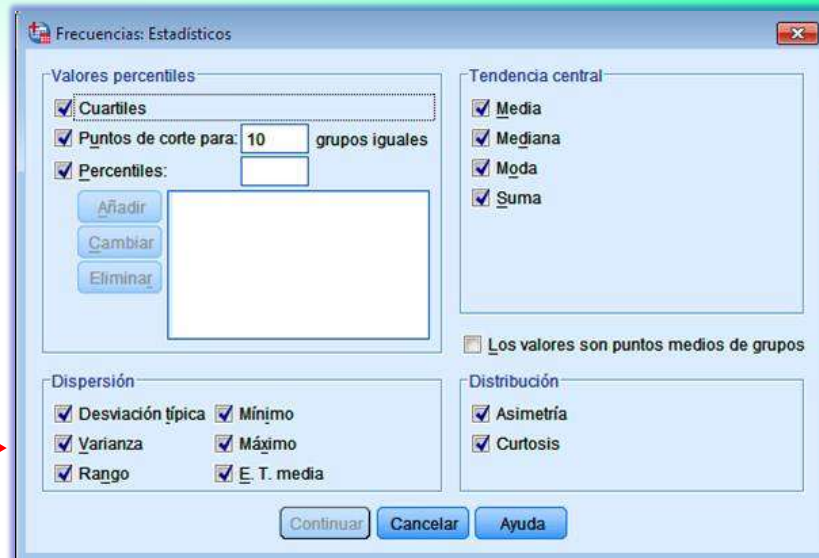 Frecuencias: Estadísticos
Valores percentiles
Cuartiles
Puntos de corte para: 10 grupos iguales
Percentiles:
Añadir
Cambiar
Eliminar
Tendencia central
Media
Mediana
Moda
Suma
Los valores son puntos medios de grupos
Dispersión
Desviación típica Mínimo
Varianza Máximo
Rango E. T. media
Distribución
Asimetría
Curtosis
Continuar Cancelar Ayuda